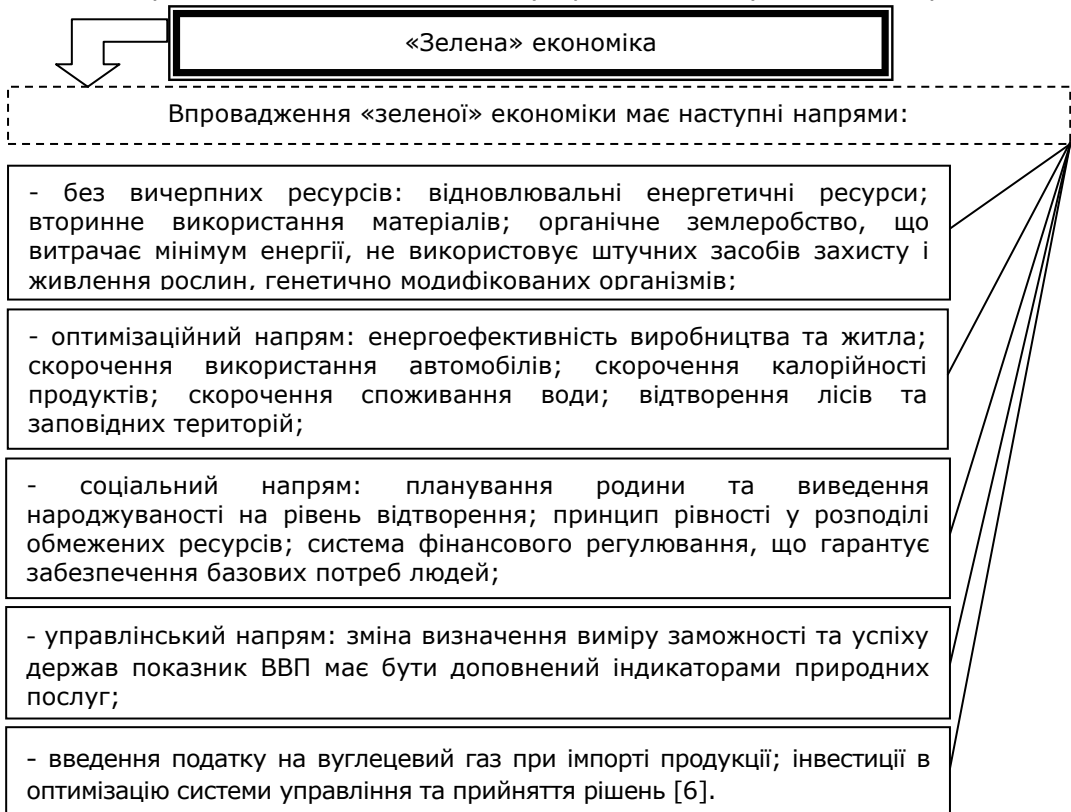 «Зелена» економіка
Впровадження «зеленої» економіки має наступні напрями:
- без вичерпних ресурсів: відновлювальні енергетичні ресурси;
вторинне використання матеріалів; органічне землеробство, що
витрачає мінімум енергії, не використовує штучних засобів захисту і
живлення рослин, генетично модифікованих організмів;
- оптимізаційний напрям: енергоефективність виробництва та житла;
скорочення використання автомобілів; скорочення калорійності
продуктів; скорочення споживання води; відтворення лісів та
заповідних територій;
- соціальний напрям: планування родини та виведення
народжуваності на рівень відтворення; принцип рівності у розподілі
обмежених ресурсів; система фінансового регулювання, що гарантує
забезпечення базових потреб людей;
- управлінський напрям: зміна визначення виміру заможності та успіху
держав показник ВВП має бути доповнений індикаторами природних
послуг;
- введення податку на вуглецевий газ при імпорті продукції; інвестиції в
оптимізацію системи управління та прийняття рішень [6].